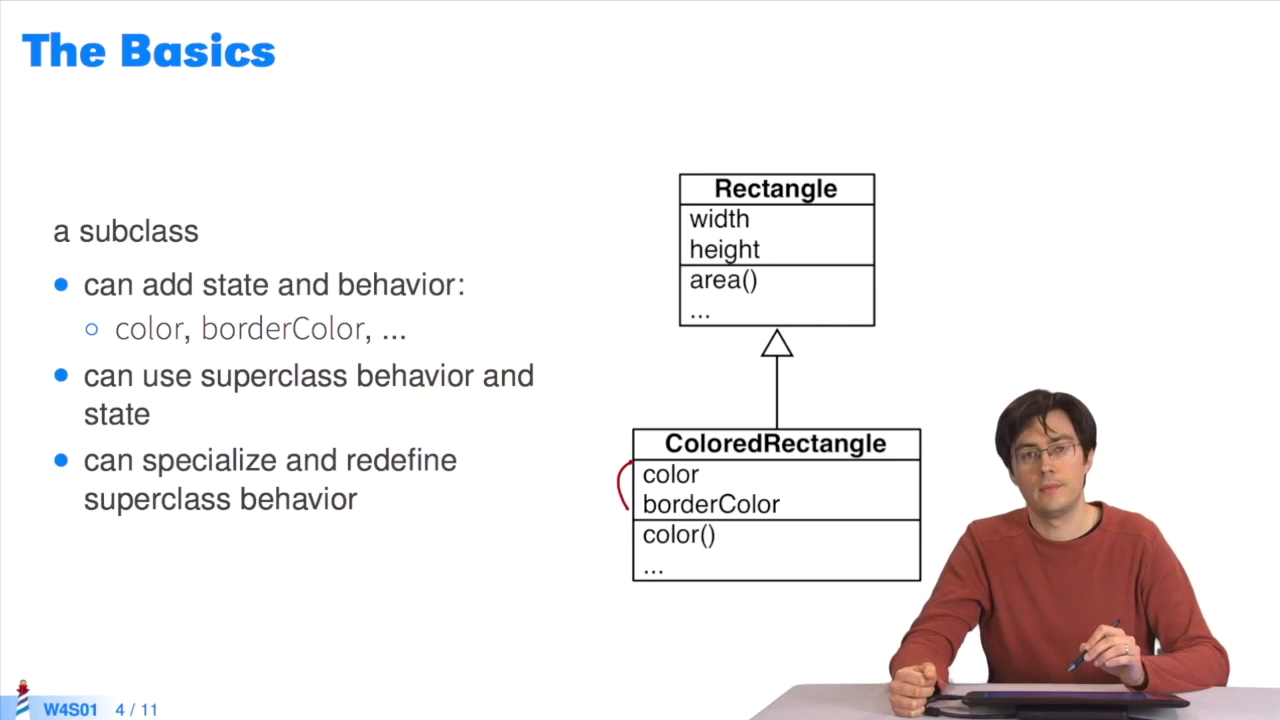 The Basics
a subclass
can add state and behavior:
color, borderColor, ...
can use superclass behavior and
state
can specialize and redefine
superclass behavior
Rectangle
width
height
area()
...
ColoredRectangle
color
borderColor
color()
...
W4S01 4 / 11